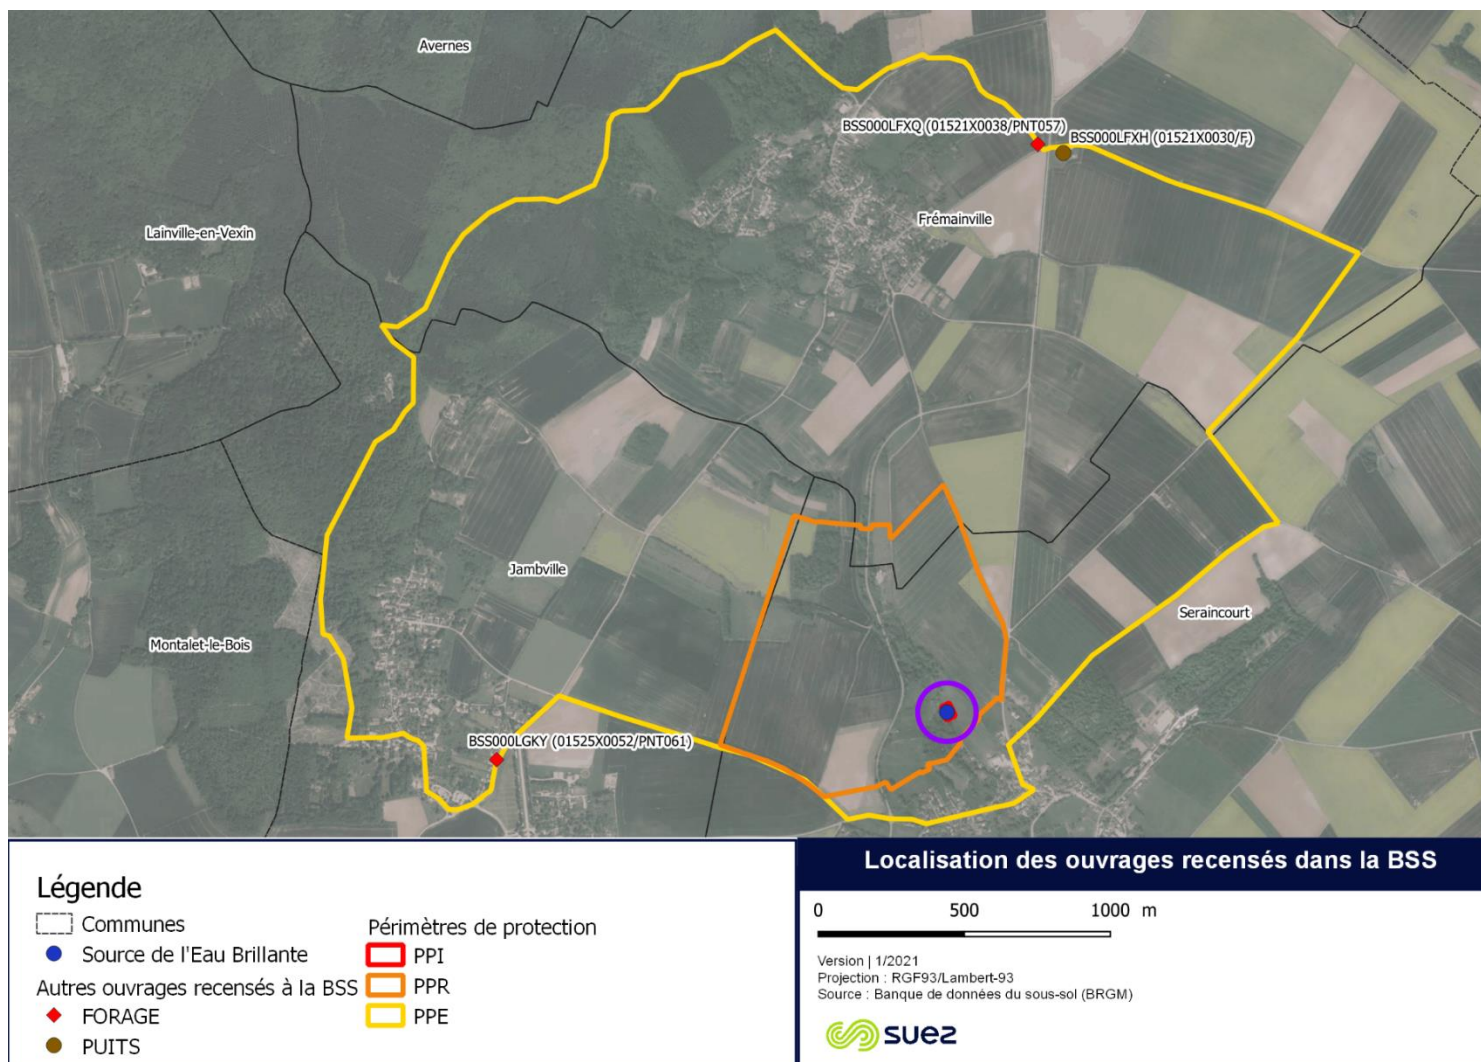 Avernes
BSS000LFXQ (01521X0038/PNT057)
BSS000LFXH (01521X0030/F)
Frémainville
Lainville-en-Vexin
Jambville
Seraincourt
Montalet-le-Bois
BSS000LGKY (01525X0052/PNT061)
Légende
Communes
Source de l'Eau Brillante
Autres ouvrages recensés à la BSS
FORAGE
PUITS
Périmètres de protection
PPI
PPR
PPE
Localisation des ouvrages recensés dans la BSS
0 500 1000 m
Version | 1/2021
Projection : RGF93/Lambert-93
Source : Banque de données du sous-sol (BRGM)
suez